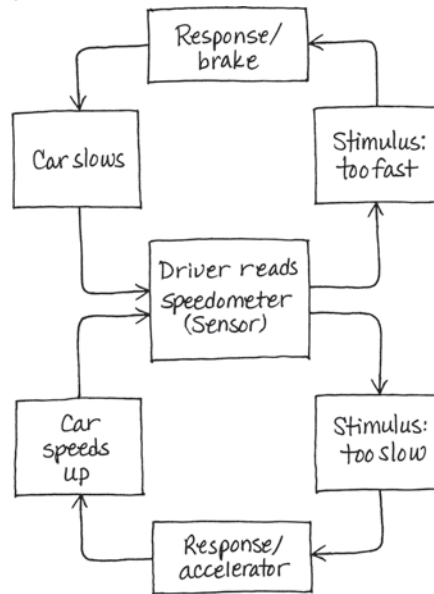 Response/
brake
Car slows
Stimulus:
too fast
Driver reads
speedometer
(Sensor)
Car
speeds
up
Stimulus:
too slow
Response/
accelerator